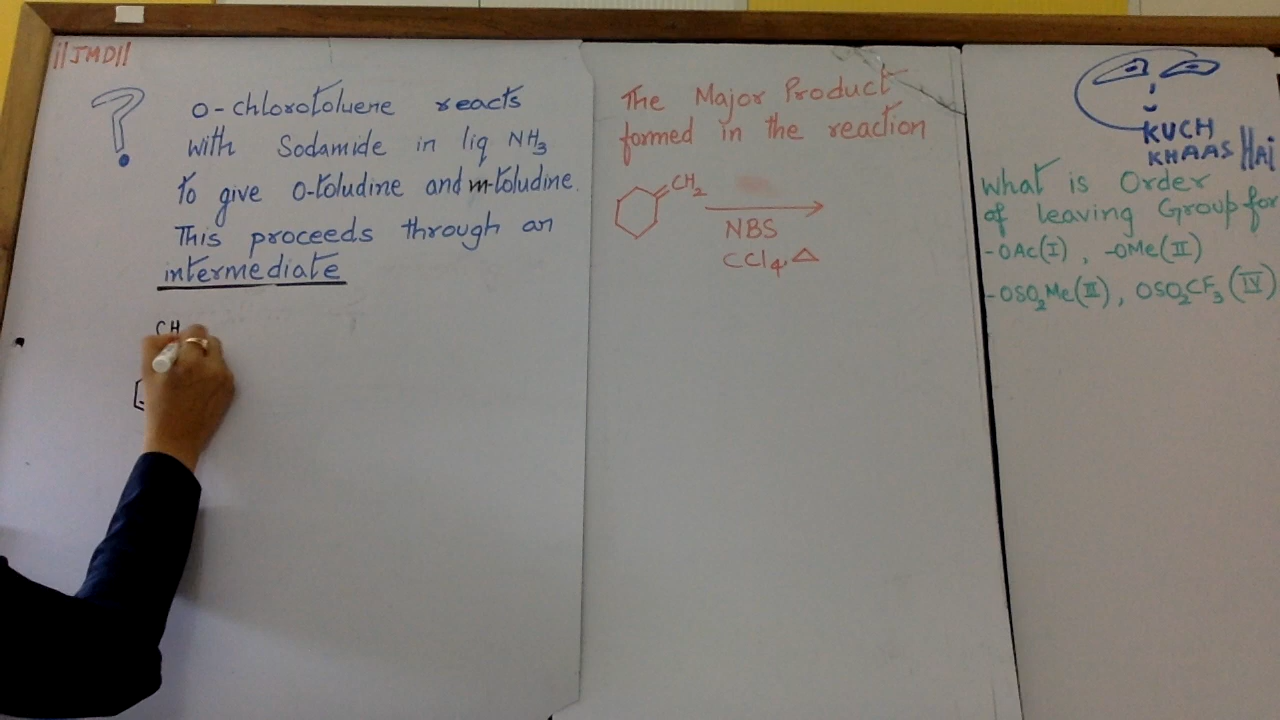 ||JMD||
?
o-chlorotoluene reacts
with Sodamide in liq NH3
to give o-toludine and m-toludine.
This proceeds through an
intermediate
CH
The Major Product
formed in the reaction
CH2
NBS
CCl4, △
KUCH
KHAAS HAi
What is Order
of leaving Group for
-OAc(I), -OMe(II)
-OSO2Me(III), OSO2CF3(IV)